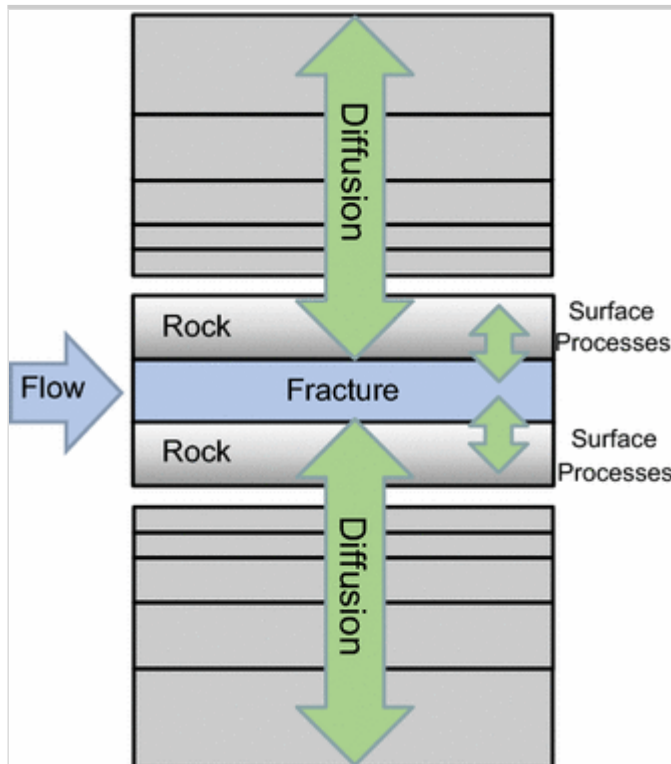 Diffusion
Rock
Surface
Processes
Flow
Fracture
Rock
Surface
Processes
Diffusion